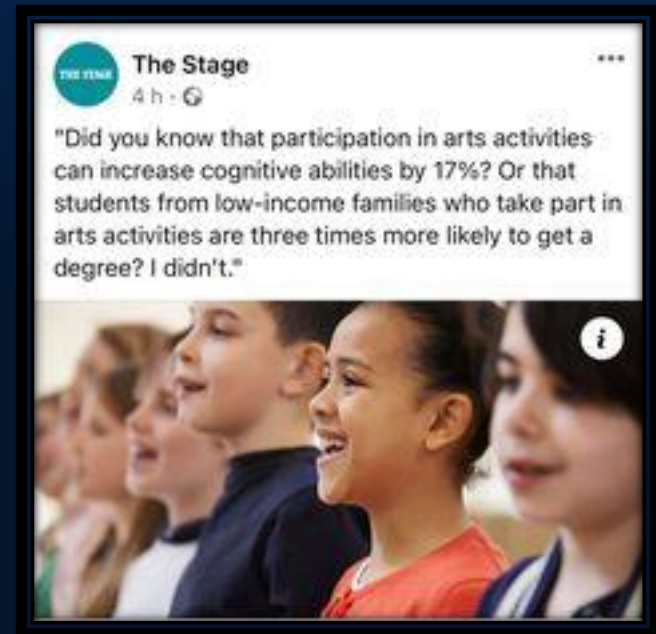 THE STAGE
The Stage
4 h ·
"Did you know that participation in arts activities
can increase cognitive abilities by 17%? Or that
students from low-income families who take part in
arts activities are three times more likely to get a
degree? I didn't."
i